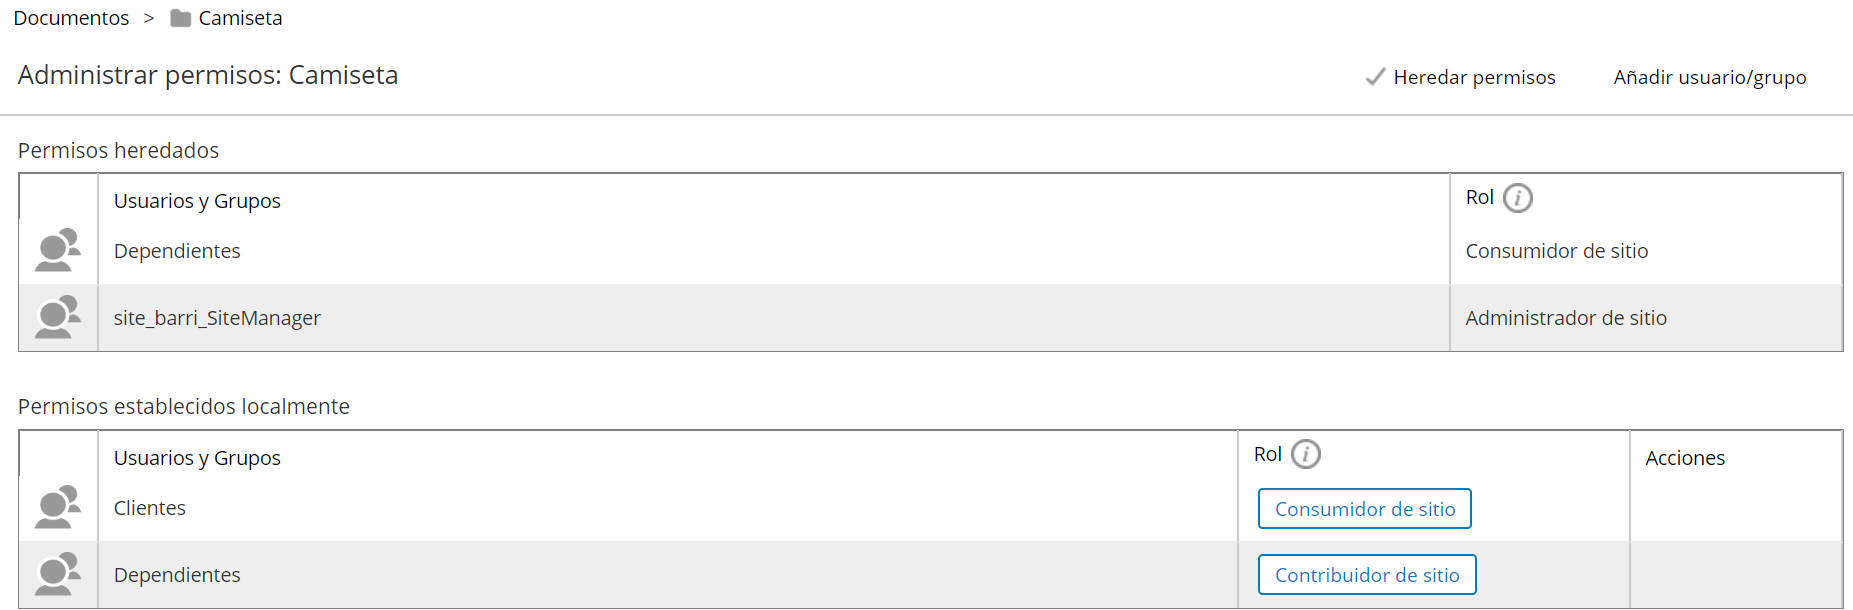 Documentos > Camiseta
Administrar permisos: Camiseta
Heredar permisos Añadir usuario/grupo
Permisos heredados
Usuarios y Grupos Rol i
Dependientes Consumidor de sitio
site_barri_SiteManager Administrador de sitio
Permisos establecidos localmente
Usuarios y Grupos Rol i Acciones
Clientes Consumidor de sitio
Dependientes Contribuidor de sitio